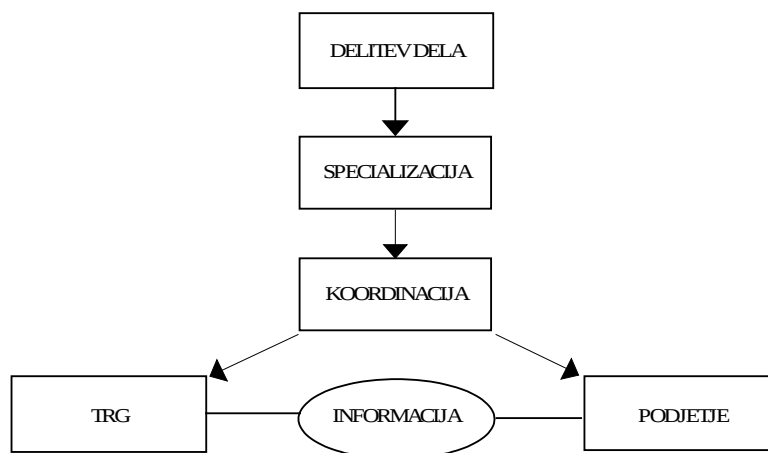 DELITEV DELA
SPECIALIZACIJA
KOORDINACIJA
TRG
INFORMACIJA
PODJETJE